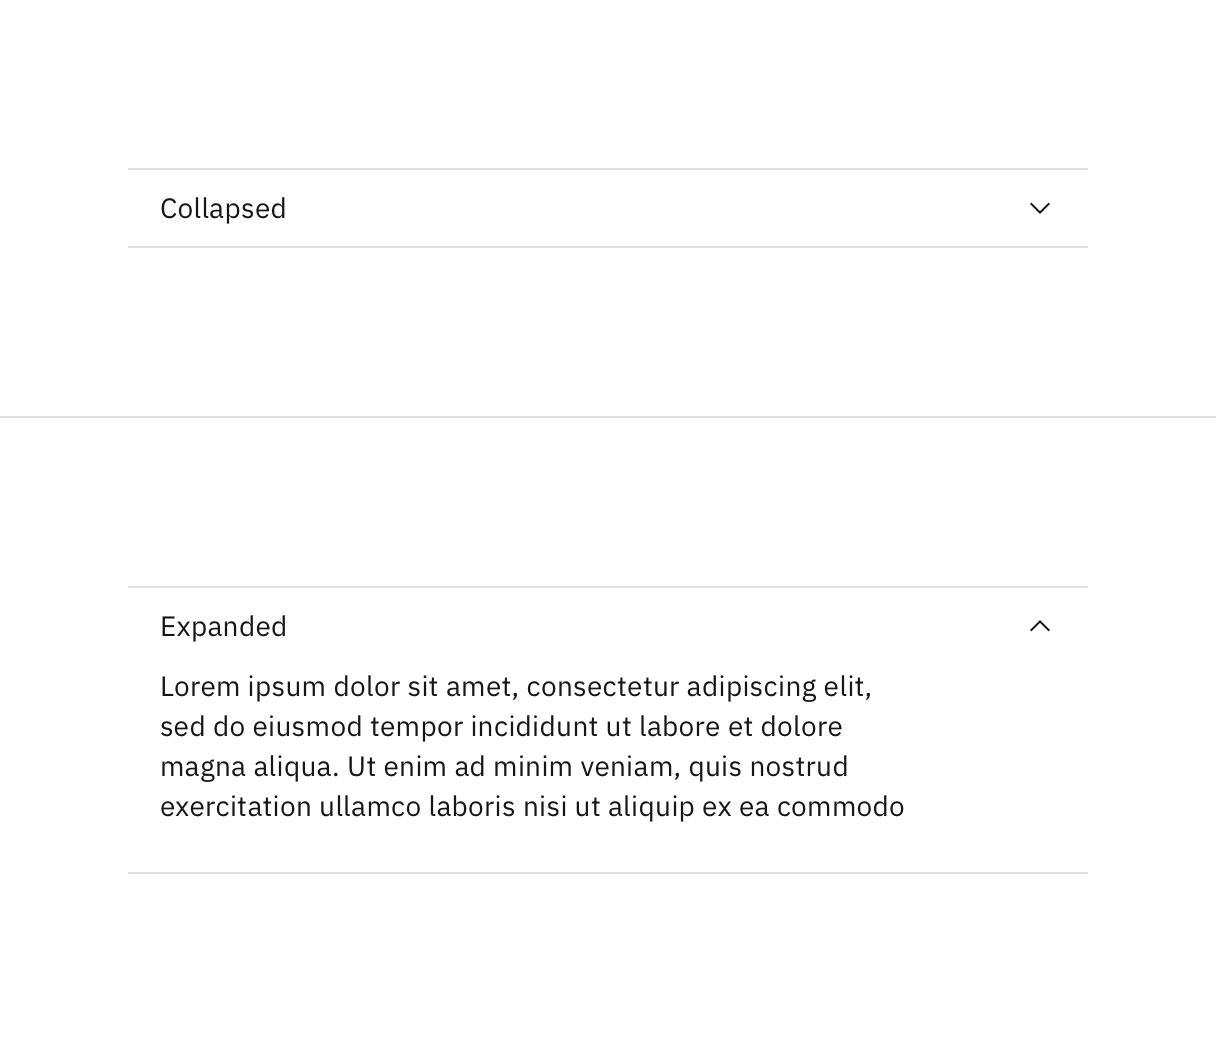 Collapsed
Expanded
Lorem ipsum dolor sit amet, consectetur adipiscing elit,
sed do eiusmod tempor incididunt ut labore et dolore
magna aliqua. Ut enim ad minim veniam, quis nostrud
exercitation ullamco laboris nisi ut aliquip ex ea commodo